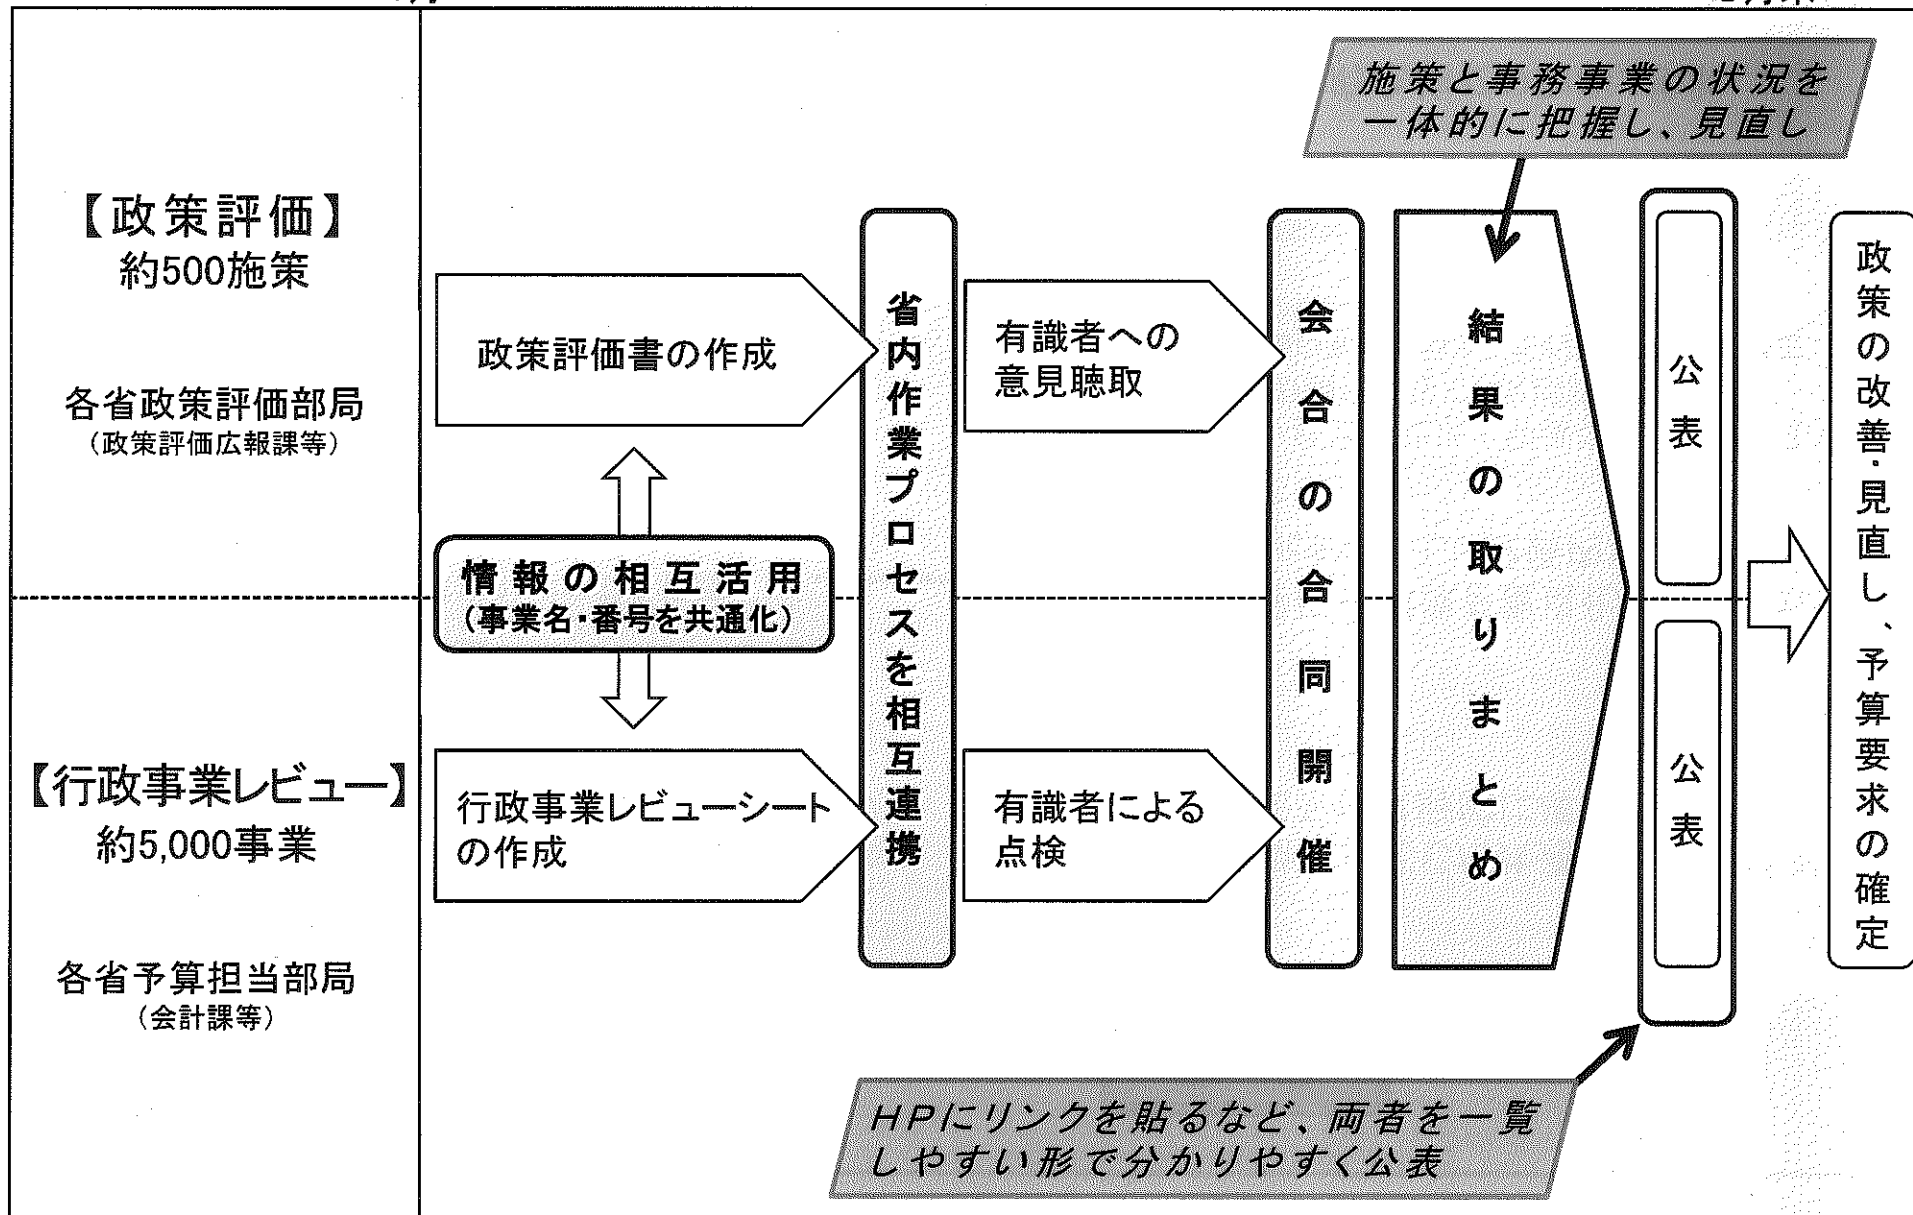 施策と事務事業の状況を
一体的に把握し、見直し
【政策評価】
約500施策
各省政策評価部局
(政策評価広報課等)
政策評価書の作成
省内作業プロセスを相互連携
有識者への
意見聴取
会合の合同開催
結果の取りまとめ
公表
政策の改善・見直し、予算要求の確定
情報の相互活用
(事業名・番号を共通化)
【行政事業レビュー】
約5,000事業
各省予算担当部局
(会計課等)
行政事業レビューシート
の作成
有識者による
点検
公表
HPにリンクを貼るなど、両者を一覧
しやすい形で分かりやすく公表